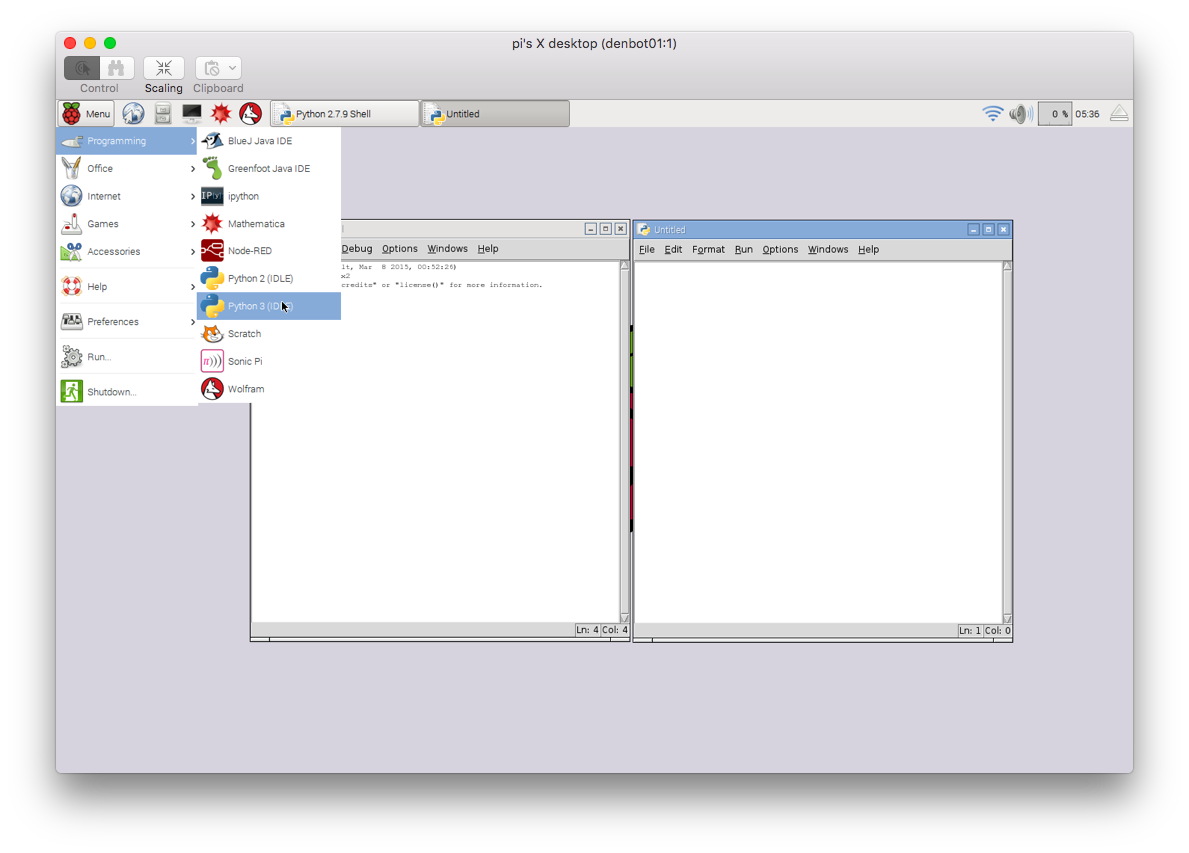 pi's X desktop (denbot01:1)
Control Scaling Clipboard
Menu Python 2.7.9 Shell Untitled 0 % 05:36
Programming
Office
Internet
Games
Accessories
Help
Preferences
Run...
Shutdown...
BlueJ Java IDE
Greenfoot Java IDE
ipython
Mathematica
Node-RED
Python 2 (IDLE)
Python 3
Scratch
Sonic Pi
Wolfram
Debug Options Windows Help
lt, Mar 8 2015, 00:52:26)
x2
credits" or "license()" for more information.
Ln: 4 Col: 4
Untitled
File Edit Format Run Options Windows Help
Ln: 1 Col: 0